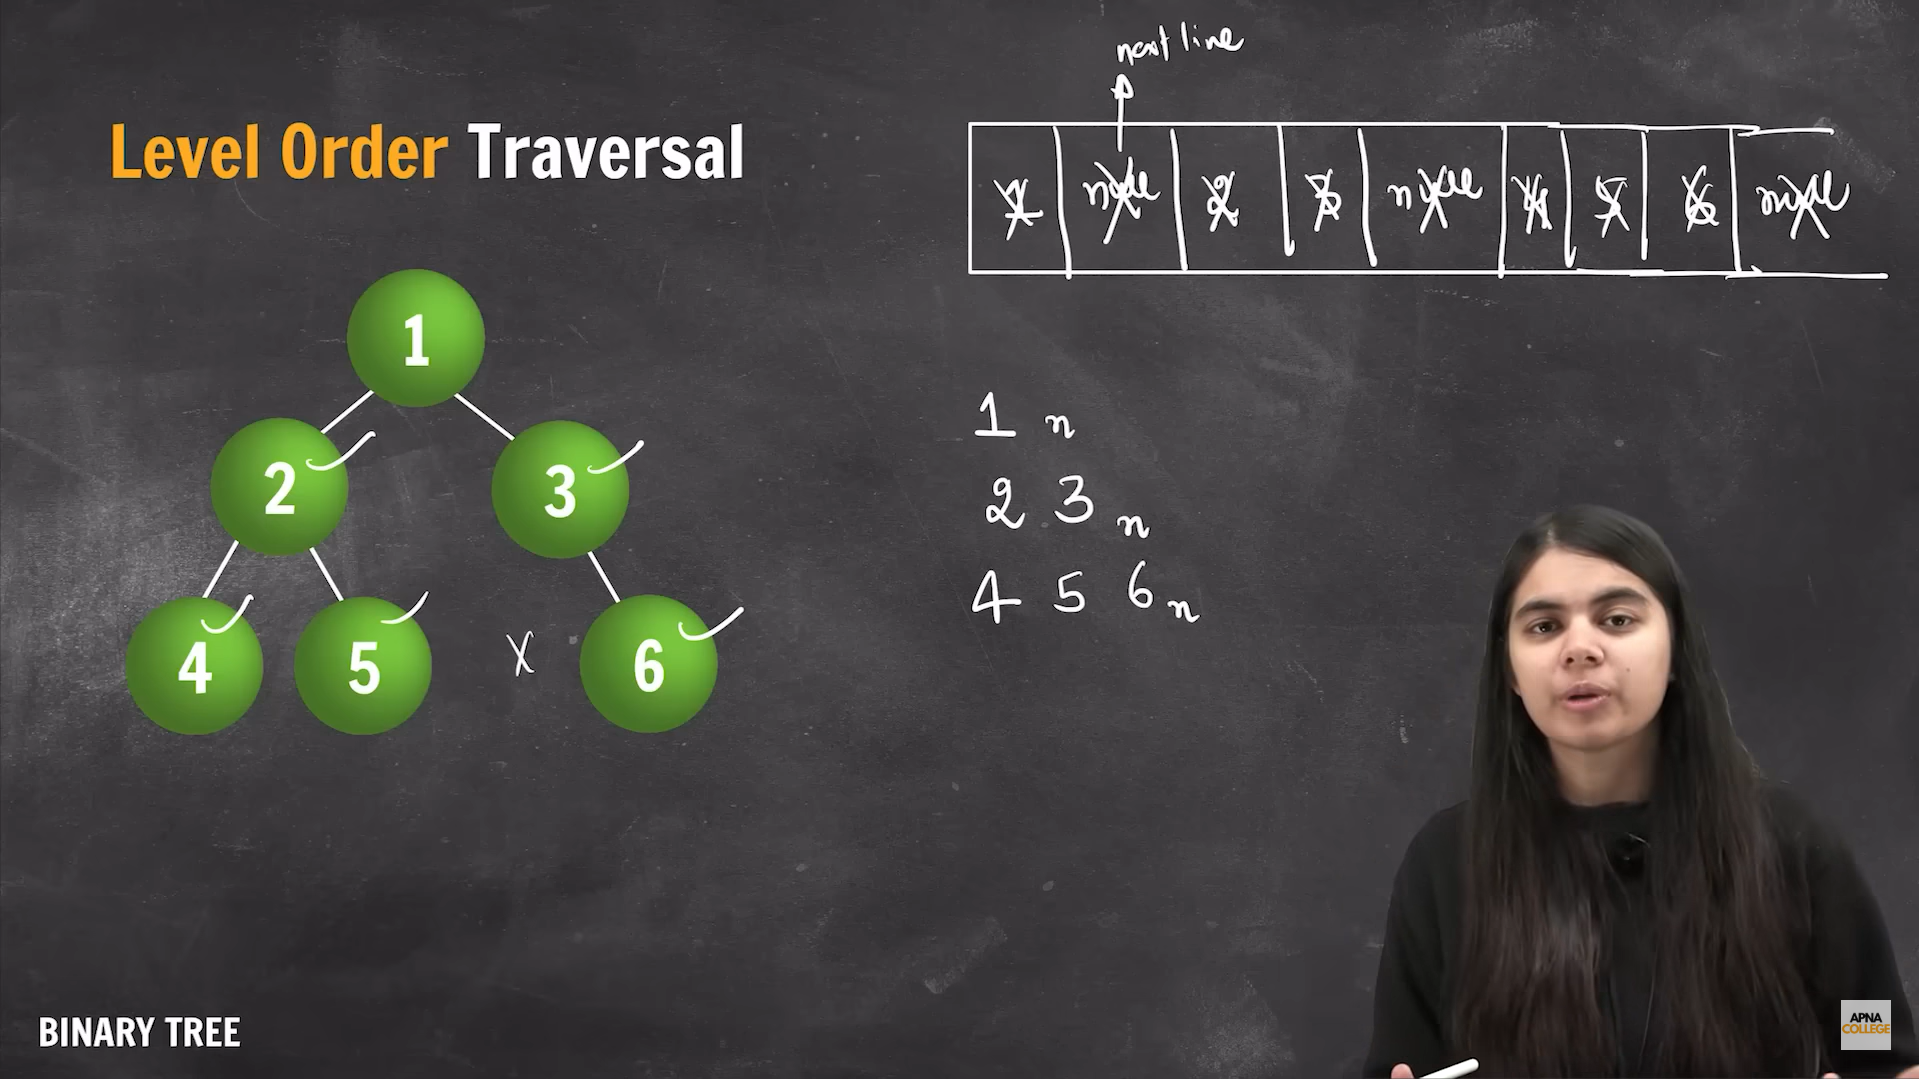 next line
Level Order Traversal
1 null 2 3 null 4 5 6 null
1
1 n
2 3
2 3 n
4 5 6 n
4 5 X 6
BINARY TREE
APNA
COLLEGE